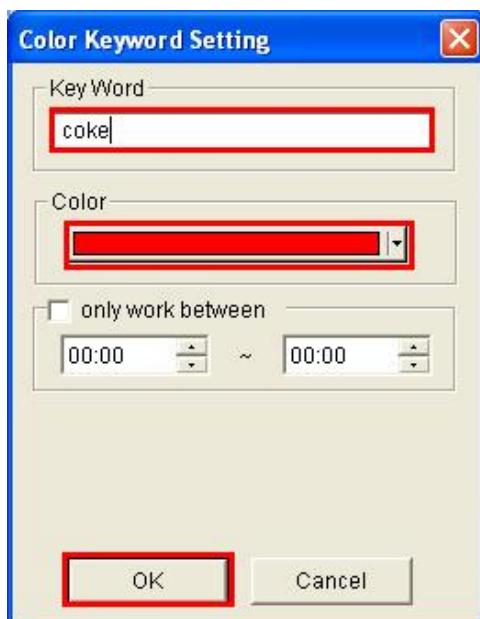 Color Keyword Setting
Key Word
coke
Color
only work between
00:00 ~ 00:00
OK Cancel